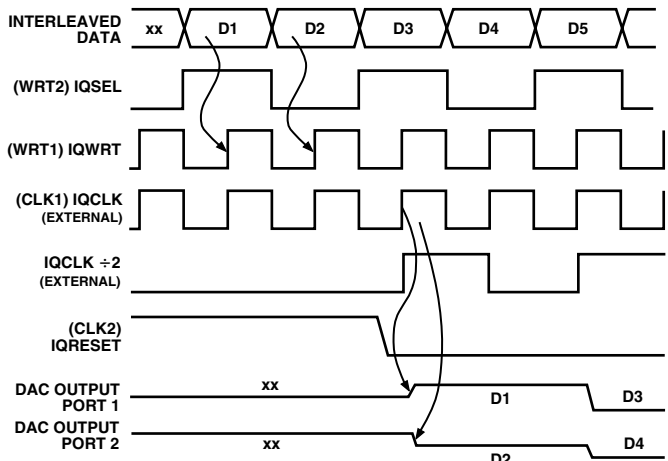 INTERLEAVED
DATA
xx D1 D2 D3 D4 D5
(WRT2) IQSEL
(WRT1) IQWRT
(CLK1) IQCLK
(EXTERNAL)
IQCLK ÷2
(EXTERNAL)
(CLK2)
IQRESET
DAC OUTPUT
PORT 1
xx D1 D3
DAC OUTPUT
PORT 2
xx D2 D4